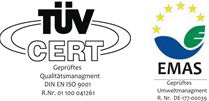 TÜV
CERT
Geprüftes
Qualitätsmanagment
DIN EN ISO 9001
R.Nr. 01 100 041261
EMAS
Geprüftes
Umweltmanagment
R. Nr. DE-177-00039